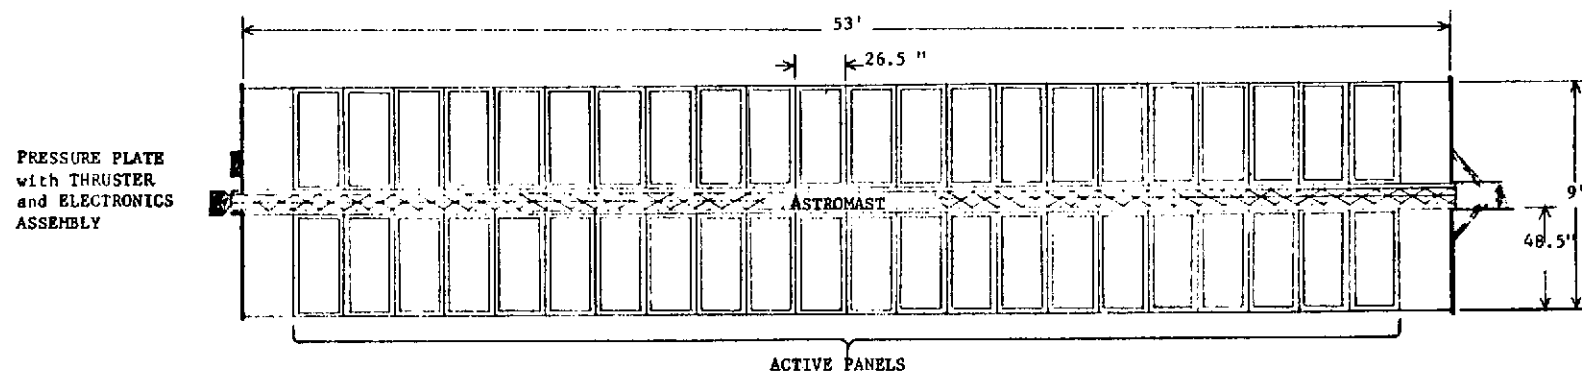 53'
26.5 "
PRESSURE PLATE
with THRUSTER
and ELECTRONICS
ASSEMBLY
ASTROMAST
9'
48.5"
ACTIVE PANELS